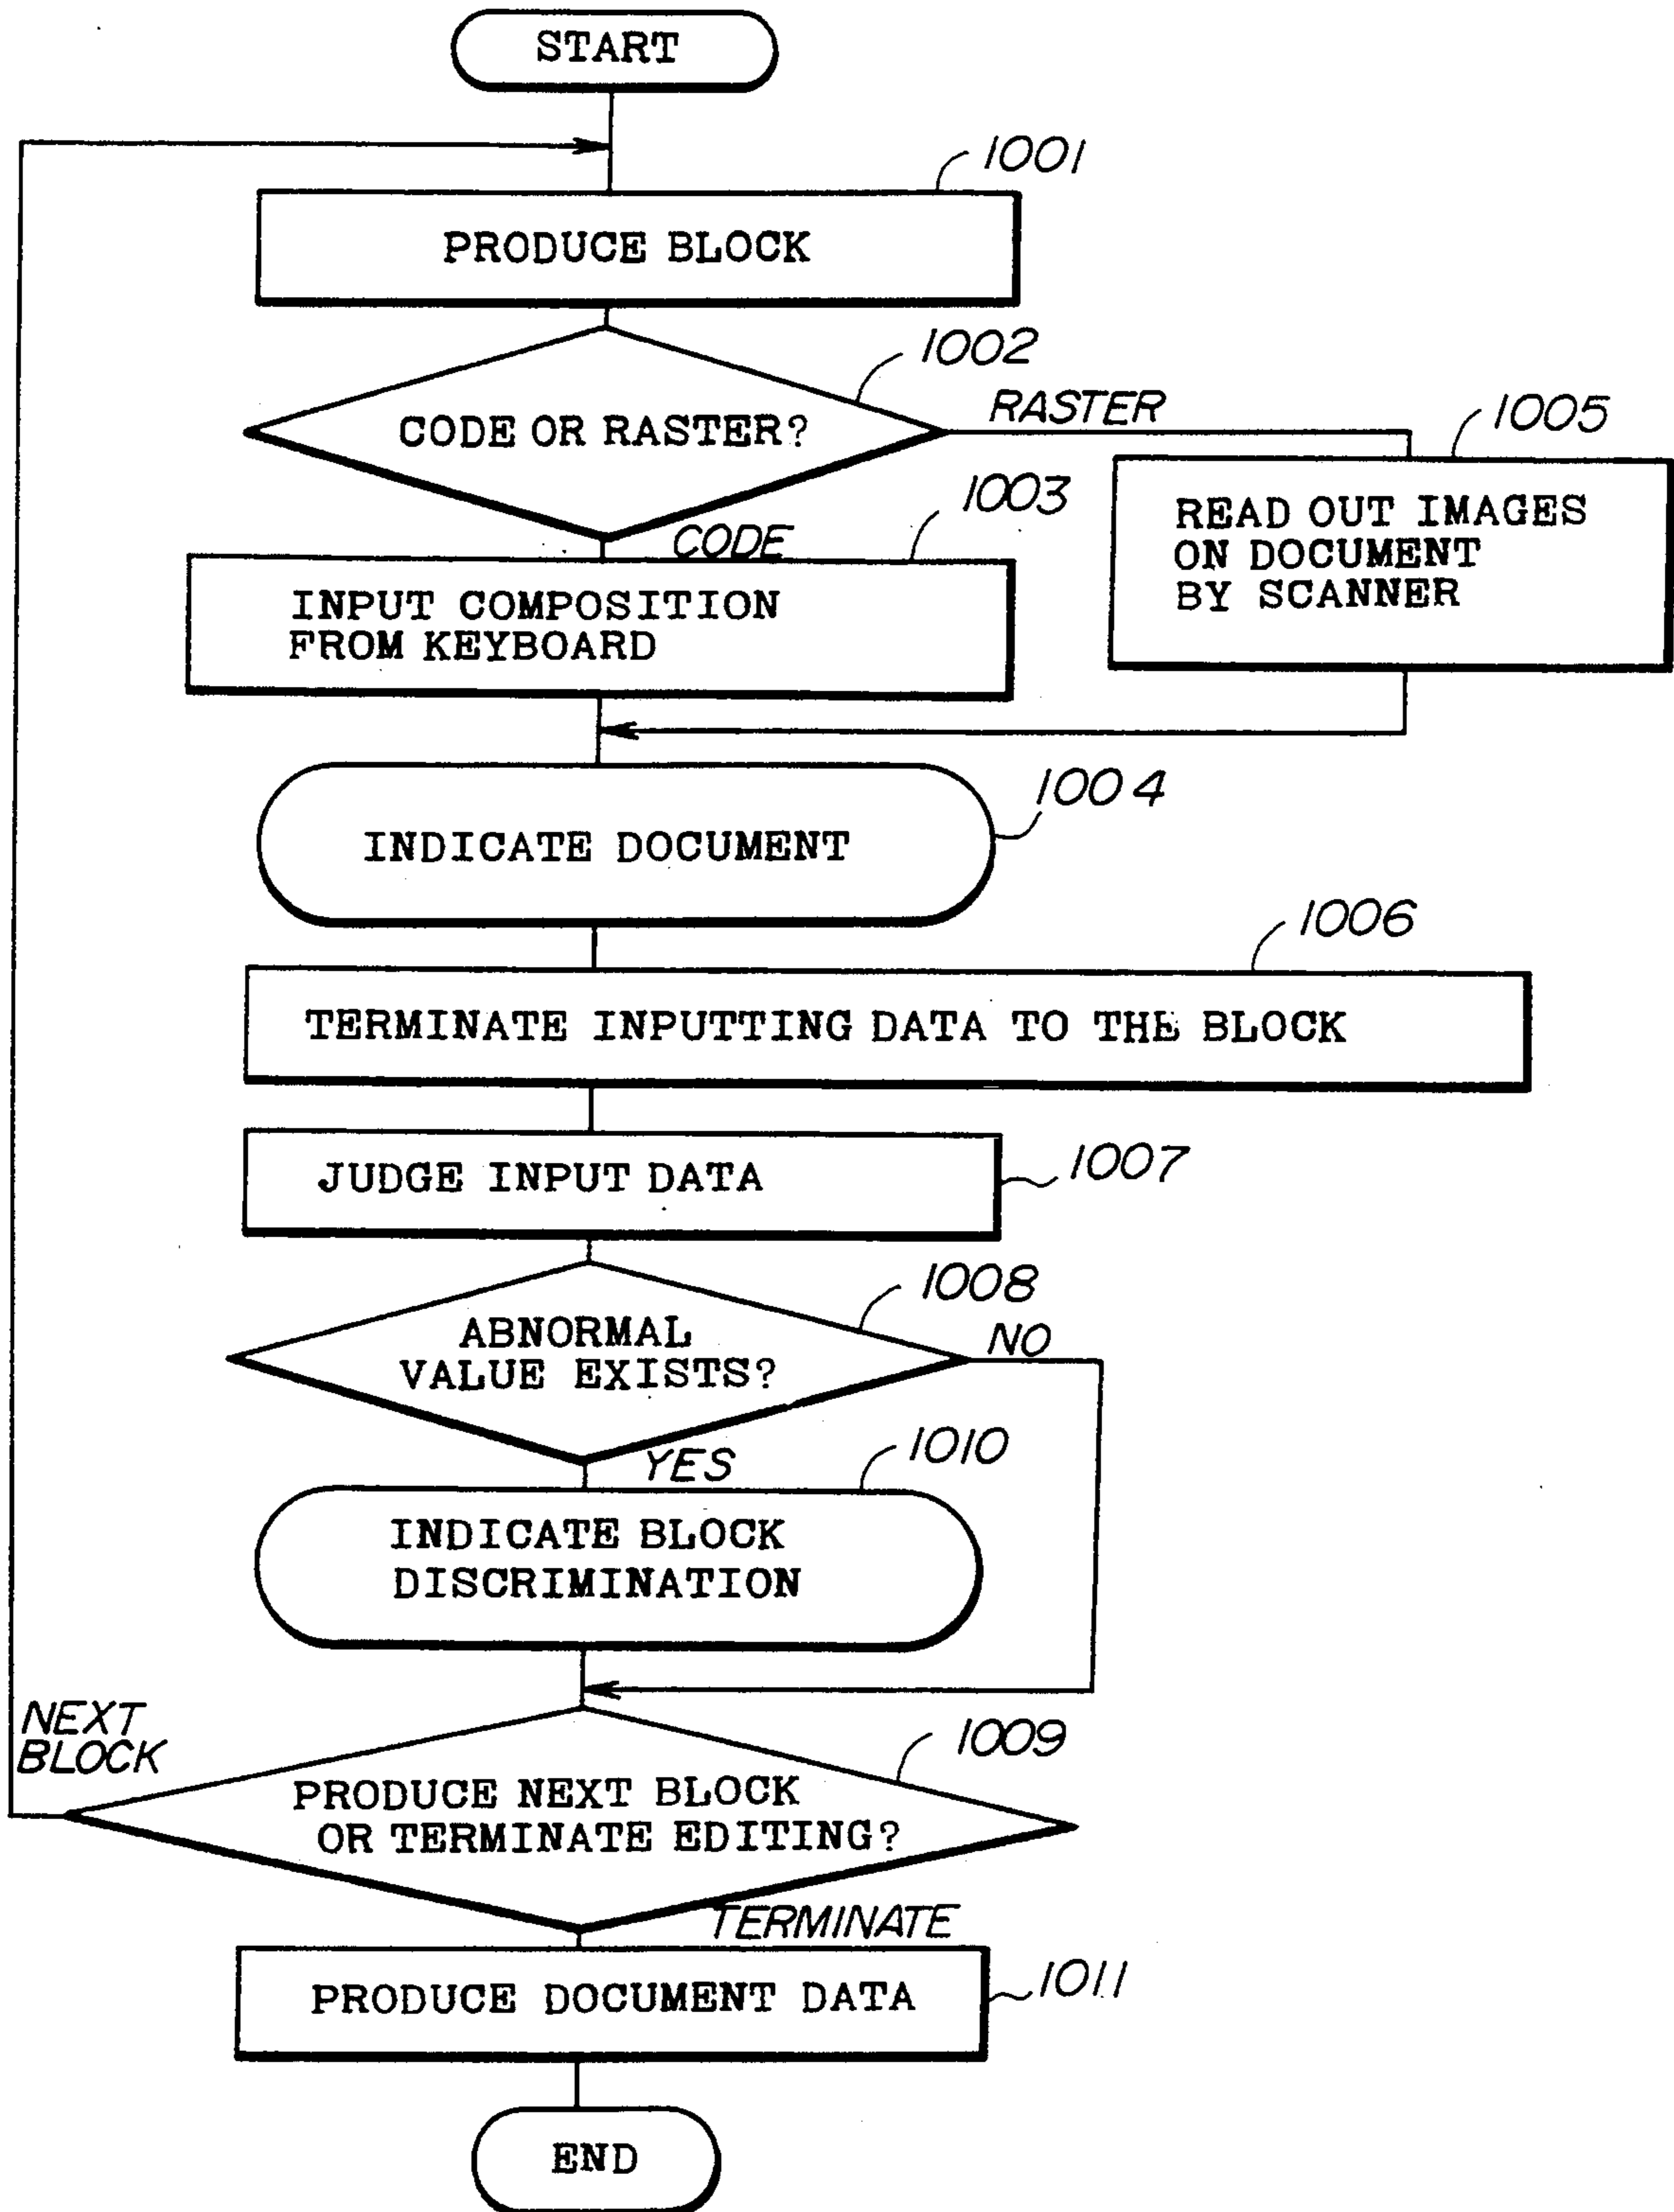 START
1001
PRODUCE BLOCK
1002
CODE OR RASTER?
RASTER
1005
READ OUT IMAGES
ON DOCUMENT
BY SCANNER
CODE
1003
INPUT COMPOSITION
FROM KEYBOARD
1004
INDICATE DOCUMENT
1006
TERMINATE INPUTTING DATA TO THE BLOCK
1007
JUDGE INPUT DATA
1008
ABNORMAL
VALUE EXISTS?
NO
YES
1010
INDICATE BLOCK
DISCRIMINATION
NEXT
BLOCK
1009
PRODUCE NEXT BLOCK
OR TERMINATE EDITING?
TERMINATE
1011
PRODUCE DOCUMENT DATA
END